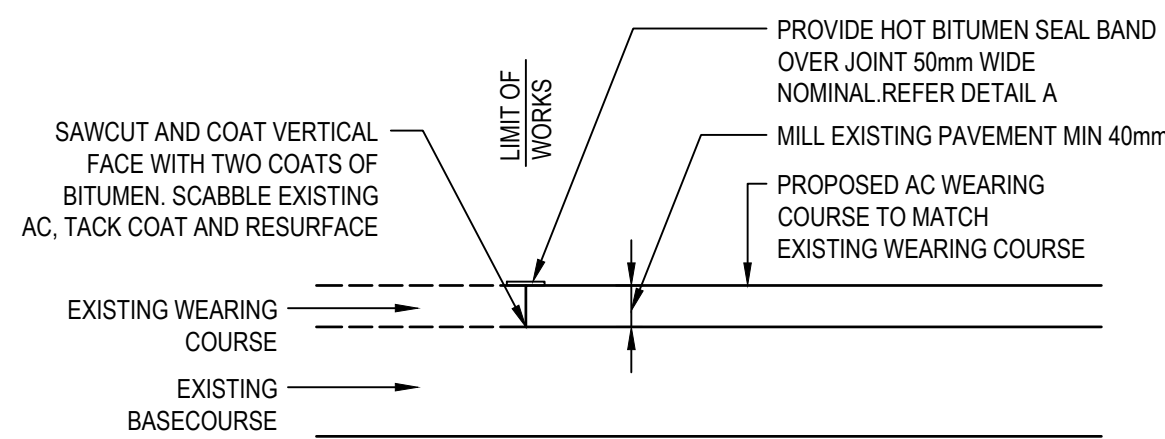 PROVIDE HOT BITUMEN SEAL BAND
OVER JOINT 50mm WIDE
NOMINAL.REFER DETAIL A
LIMIT OF
WORKS
SAWCUT AND COAT VERTICAL
FACE WITH TWO COATS OF
BITUMEN. SCABBLE EXISTING
AC, TACK COAT AND RESURFACE
MILL EXISTING PAVEMENT MIN 40mm
PROPOSED AC WEARING
COURSE TO MATCH
EXISTING WEARING COURSE
EXISTING WEARING
COURSE
EXISTING
BASECOURSE